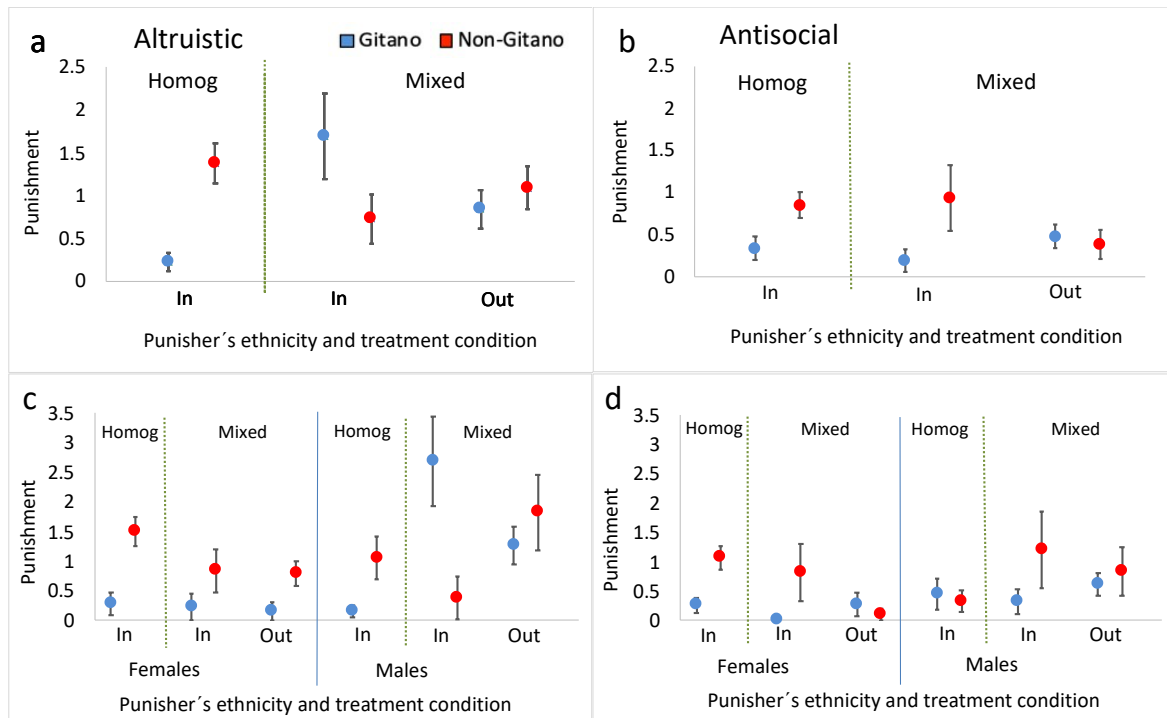 a Altruistic Gitano Non-Gitano
Homog Mixed
2.5
2
1.5
1
0.5
0
Punishment
In In Out
Punisher´s ethnicity and treatment condition
b Antisocial
Homog Mixed
2.5
2
1.5
1
0.5
0
Punishment
In In Out
Punisher´s ethnicity and treatment condition
c
Homog Mixed Homog Mixed
3.5
3
2.5
2
1.5
1
0.5
0
Punishment
In In Out In In Out
Females Males
Punisher´s ethnicity and treatment condition
d
Homog Mixed Homog Mixed
3.5
3
2.5
2
1.5
1
0.5
0
Punishment
In In Out In In Out
Females Males
Punisher´s ethnicity and treatment condition